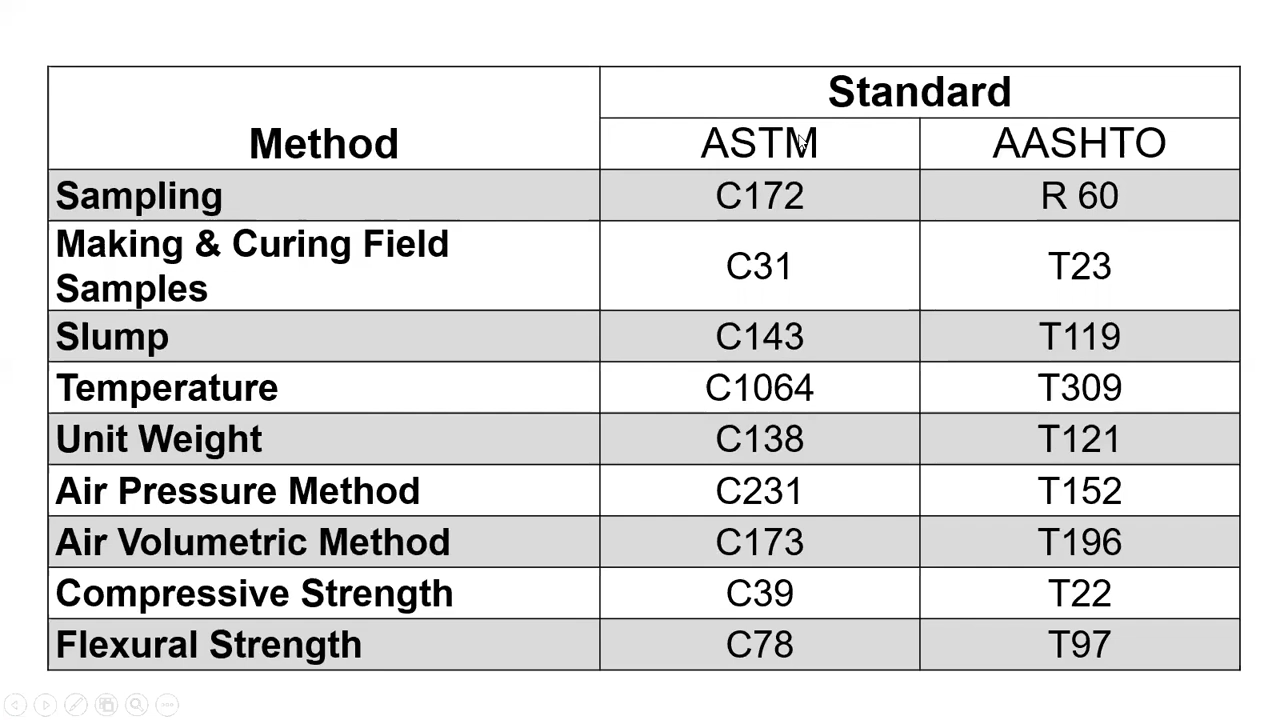 Standard
Method
ASTM
AASHTO
Sampling
C172
R 60
Making & Curing Field
Samples
C31
T23
Slump
C143
T119
Temperature
C1064
T309
Unit Weight
C138
T121
Air Pressure Method
C231
T152
Air Volumetric Method
C173
T196
Compressive Strength
C39
T22
Flexural Strength
C78
T97